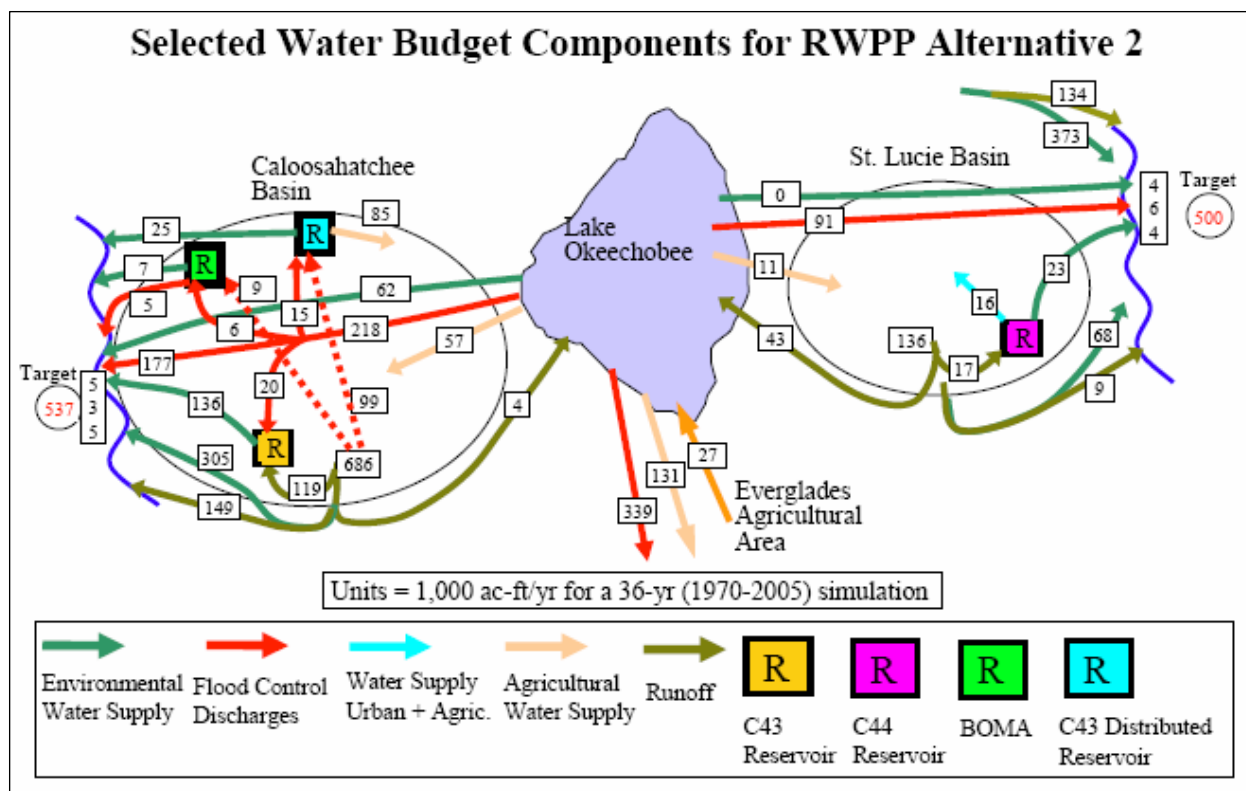 Selected Water Budget Components for RWPP Alternative 2
134
373
Caloosahatchee
Basin
St. Lucie Basin
85
25
R
0
4
6
4
Target
500
Lake
Okeechobee
91
7
R
9
62
11
23
5
6
15
218
16
R
57
43
136
17
68
177
Target
537
5
3
5
20
136
99
4
9
R
305
686
119
149
27
131
339
Everglades
Agricultural
Area
Units = 1,000 ac-ft/yr for a 36-yr (1970-2005) simulation
Environmental
Water Supply
Flood Control
Discharges
Water Supply
Urban + Agric.
Agricultural
Water Supply
Runoff
R
C43
Reservoir
R
C44
Reservoir
R
BOMA
R
C43 Distributed
Reservoir